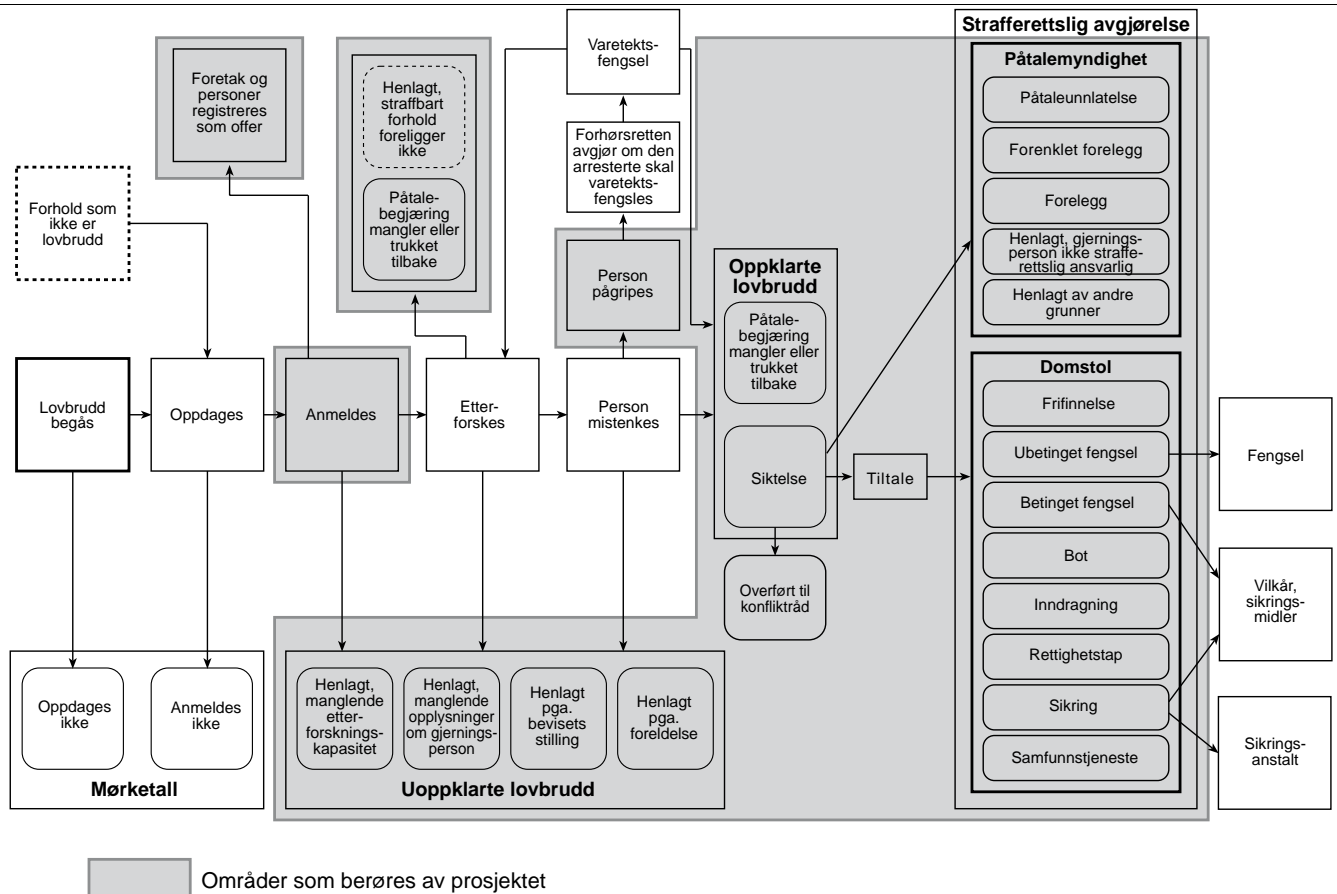 Strafferettslig avgjørelse
Påtalemyndighet
Påtaleunnlatelse
Forenklet forelegg
Forelegg
Henlagt, gjernings-
person ikke straffe-
rettslig ansvarlig
Henlagt av andre
grunner
Varetekts-
fengsel
Foretak og
personer
registreres
som offer
Henlagt,
straffbart
forhold
foreligger
ikke
Påtale-
begjæring
mangler eller
trukket
tilbake
Forhørsretten
avgjør om den
arresterte skal
varetekts-
fengsles
Forhold som
ikke er
lovbrudd
Person
pågripes
Oppklarte
lovbrudd
Påtale-
begjæring
mangler eller
trukket
tilbake
Siktelse
Lovbrudd
begås
Oppdages
Anmeldes
Etter-
forskes
Person
mistenkes
Tiltale
Overført til
konfliktråd
Domstol
Frifinnelse
Ubetinget fengsel
Betinget fengsel
Bot
Inndragning
Rettighetstap
Sikring
Samfunnstjeneste
Fengsel
Vilkår,
sikrings-
midler
Sikrings-
anstalt
Oppdages
ikke
Anmeldes
ikke
Mørketall
Henlagt,
manglende
etter-
forsknings-
kapasitet
Henlagt,
manglende
opplysninger
om gjernings-
person
Henlagt
pga.
bevisets
stilling
Henlagt
pga.
foreldelse
Uoppklarte lovbrudd
Områder som berøres av prosjektet